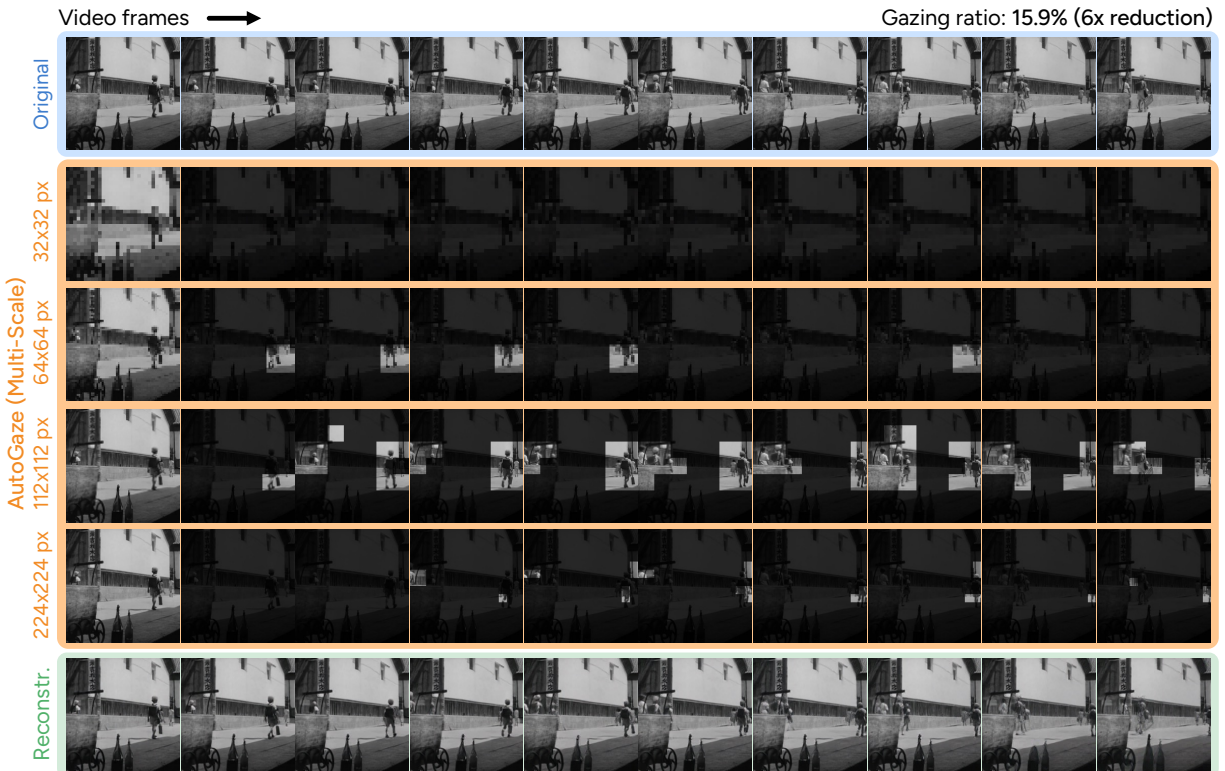 Video frames
Gazing ratio: 15.9% (6x reduction)
Original
AutoGaze (Multi-Scale)
32x32 px
64x64 px
112x112 px
224x224 px
Reconstr.